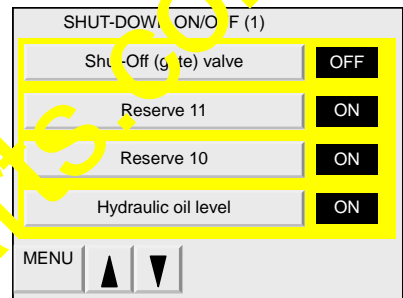 SHUT-DOWN ON/OFF (1)
Shut-Off (gate) valve OFF
Reserve 11 ON
Reserve 10 ON
Hydraulic oil level ON
MENU